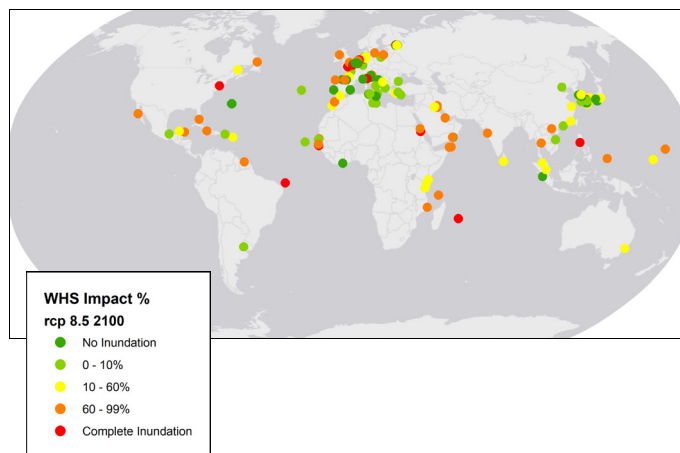 WHS Impact %
rcp 8.5 2100
No Inundation
0 - 10%
10 - 60%
60 - 99%
Complete Inundation